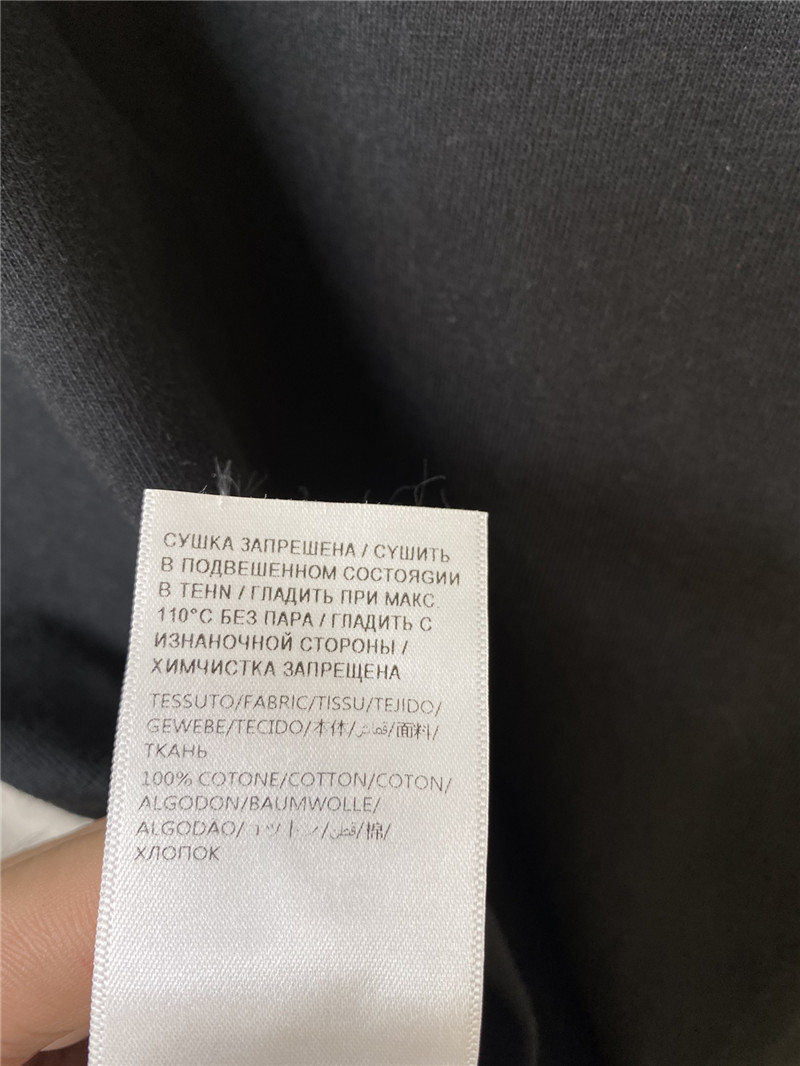 СУШКА ЗАПРЕШЕНА / СУШИТЬ
В ПОДВЕШЕННОМ СОСТОЯGИИ
В ТЕНN / ГЛАДИТЬ ПРИ МАКС.
110°С БЕЗ ПАРА / ГЛАДИТЬ С
ИЗНАНОЧНОЙ СТОРОНЫ /
ХИМЧИСТКА ЗАПРЕЩЕНА
TESSUTO/FABRIC/TISSU/TEJIDO/
GEWEBE/TECIDO/本体/قماش/面料/
ТКАНЬ
100% COTONE/COTTON/COTON/
ALGODON/BAUMWOLLE/
ALGODAO/コットン/قطن/棉/
ХЛОПОК